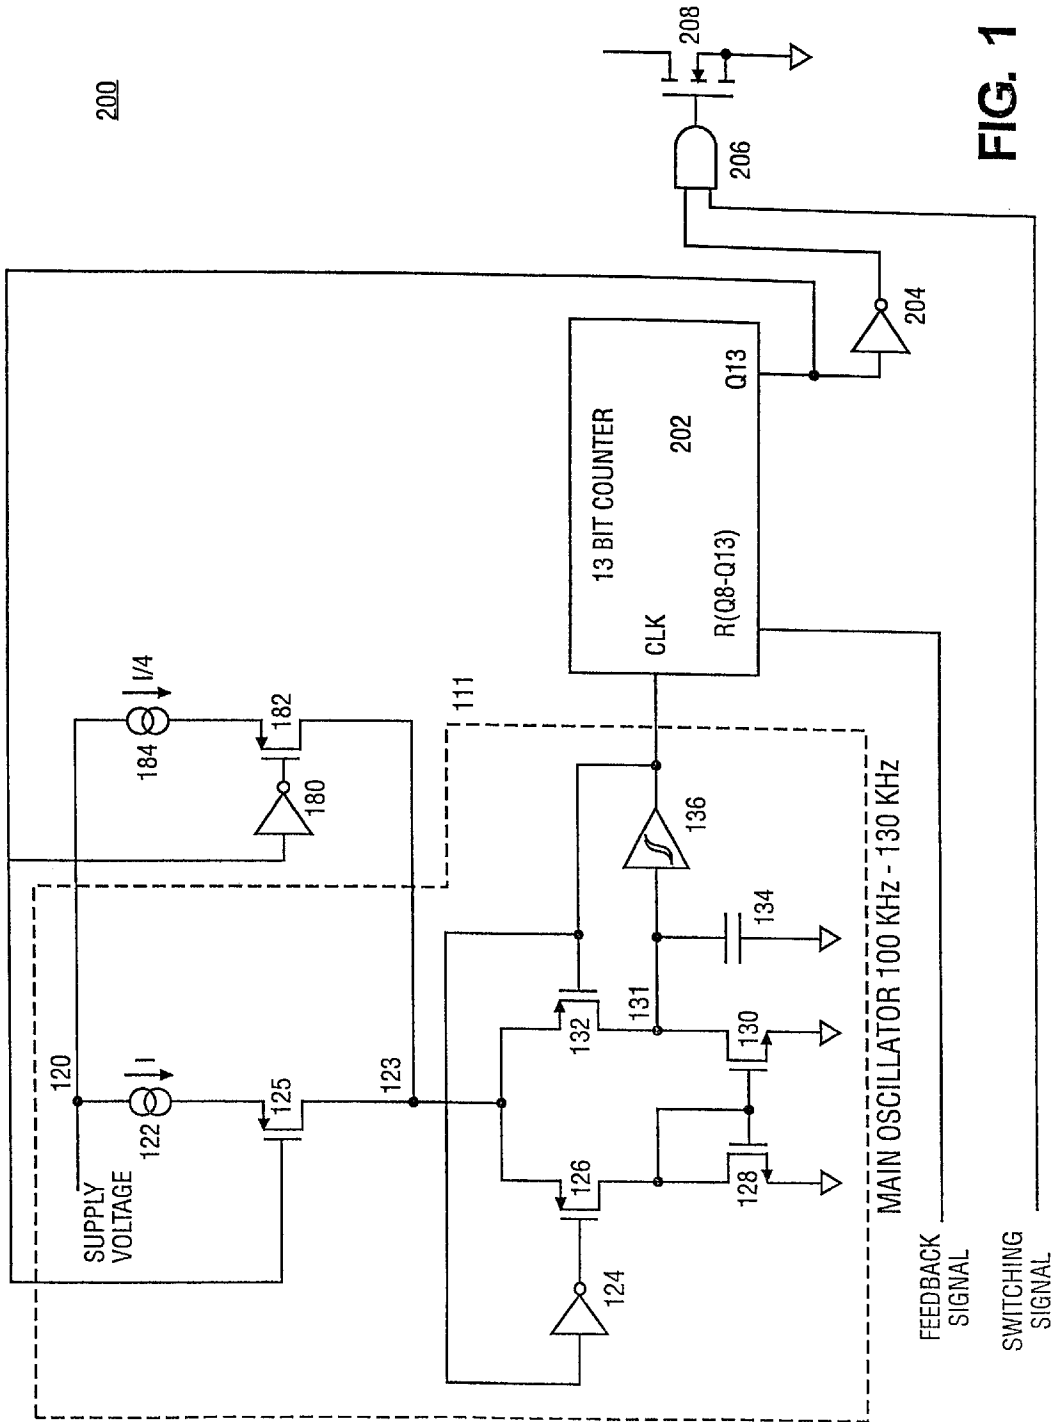 200
120
SUPPLY
VOLTAGE
I
122
125
123
184
I/4
182
180
111
124
126
132
131
128
130
134
136
MAIN OSCILLATOR 100 KHz - 130 KHz
13 BIT COUNTER
202
CLK
R(Q8-Q13)
Q13
204
206
208
FEEDBACK
SIGNAL
SWITCHING
SIGNAL
FIG. 1